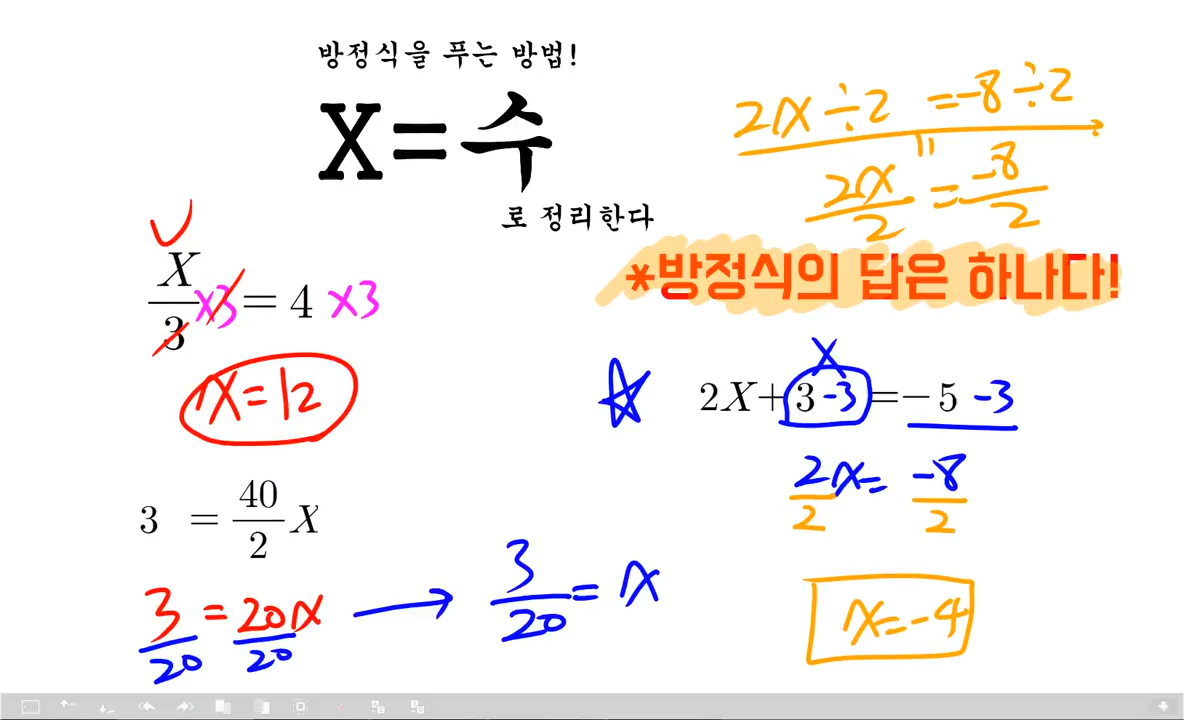 방정식을 푸는 방법!
X=수
로 정리한다
2x÷2 =-8÷2
"
2x/2 = -8/2
*방정식의 답은 하나다!
X/3 x3 = 4 x3
x=12
x
2X+3-3=-5-3
2x/2 = -8/2
x=-4
3 = 40/2 X
3/20 = 20x/20 → 3/20 = x